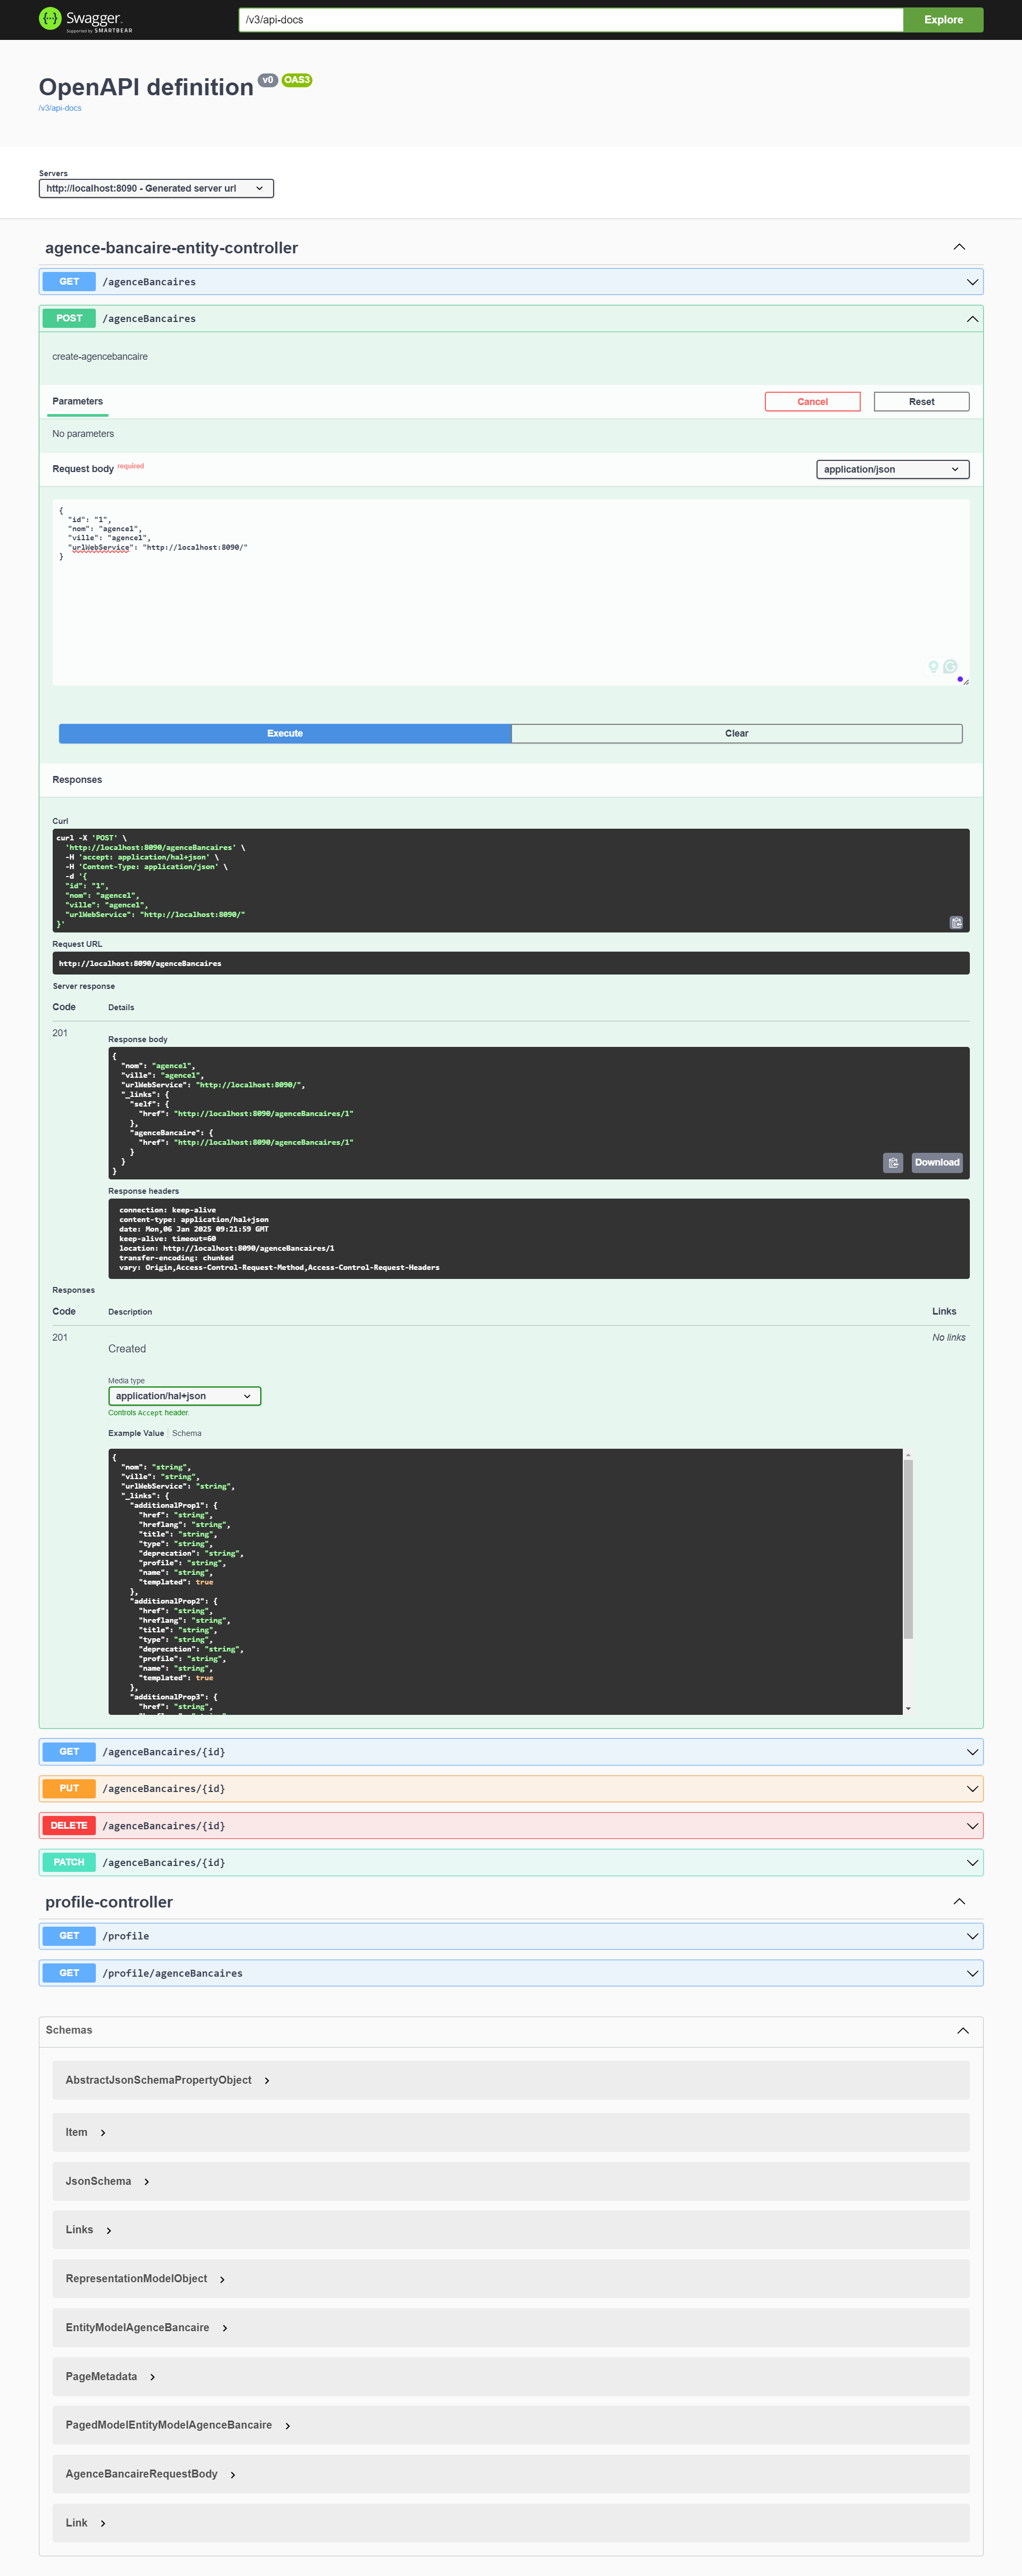 Swagger.
Supported by SMARTBEAR
/v3/api-docs
Explore
OpenAPI definition v0 OAS3
/v3/api-docs
Servers
http://localhost:8090 - Generated server url
agence-bancaire-entity-controller
GET /agenceBancaires
POST /agenceBancaires
create-agencebancaire
Parameters
Cancel
Reset
No parameters
Request body required
application/json
{
"id": "1",
"nom": "agence1",
"ville": "agence1",
"urlWebService": "http://localhost:8090/"
}
Execute
Clear
Responses
Curl
curl -X 'POST' \
'http://localhost:8090/agenceBancaires' \
-H 'accept: application/hal+json' \
-H 'Content-Type: application/json' \
-d '{
"id": "1",
"nom": "agence1",
"ville": "agence1",
"urlWebService": "http://localhost:8090/"
}'
Request URL
http://localhost:8090/agenceBancaires
Server response
Code Details
201
Response body
{
"nom": "agence1",
"ville": "agence1",
"urlWebService": "http://localhost:8090/",
"_links": {
"self": {
"href": "http://localhost:8090/agenceBancaires/1"
},
"agenceBancaire": {
"href": "http://localhost:8090/agenceBancaires/1"
}
}
}
Download
Response headers
connection: keep-alive
content-type: application/hal+json
date: Mon,06 Jan 2025 09:21:59 GMT
keep-alive: timeout=60
location: http://localhost:8090/agenceBancaires/1
transfer-encoding: chunked
vary: Origin,Access-Control-Request-Method,Access-Control-Request-Headers
Responses
Code Description Links
201 Created No links
Media type
application/hal+json
Controls Accept header.
Example Value | Schema
{
"nom": "string",
"ville": "string",
"urlWebService": "string",
"_links": {
"additionalProp1": {
"href": "string",
"hreflang": "string",
"title": "string",
"type": "string",
"deprecation": "string",
"profile": "string",
"name": "string",
"templated": true
},
"additionalProp2": {
"href": "string",
"hreflang": "string",
"title": "string",
"type": "string",
"deprecation": "string",
"profile": "string",
"name": "string",
"templated": true
},
"additionalProp3": {
"href": "string",
GET /agenceBancaires/{id}
PUT /agenceBancaires/{id}
DELETE /agenceBancaires/{id}
PATCH /agenceBancaires/{id}
profile-controller
GET /profile
GET /profile/agenceBancaires
Schemas
AbstractJsonSchemaPropertyObject
Item
JsonSchema
Links
RepresentationModelObject
EntityModelAgenceBancaire
PageMetadata
PagedModelEntityModelAgenceBancaire
AgenceBancaireRequestBody
Link